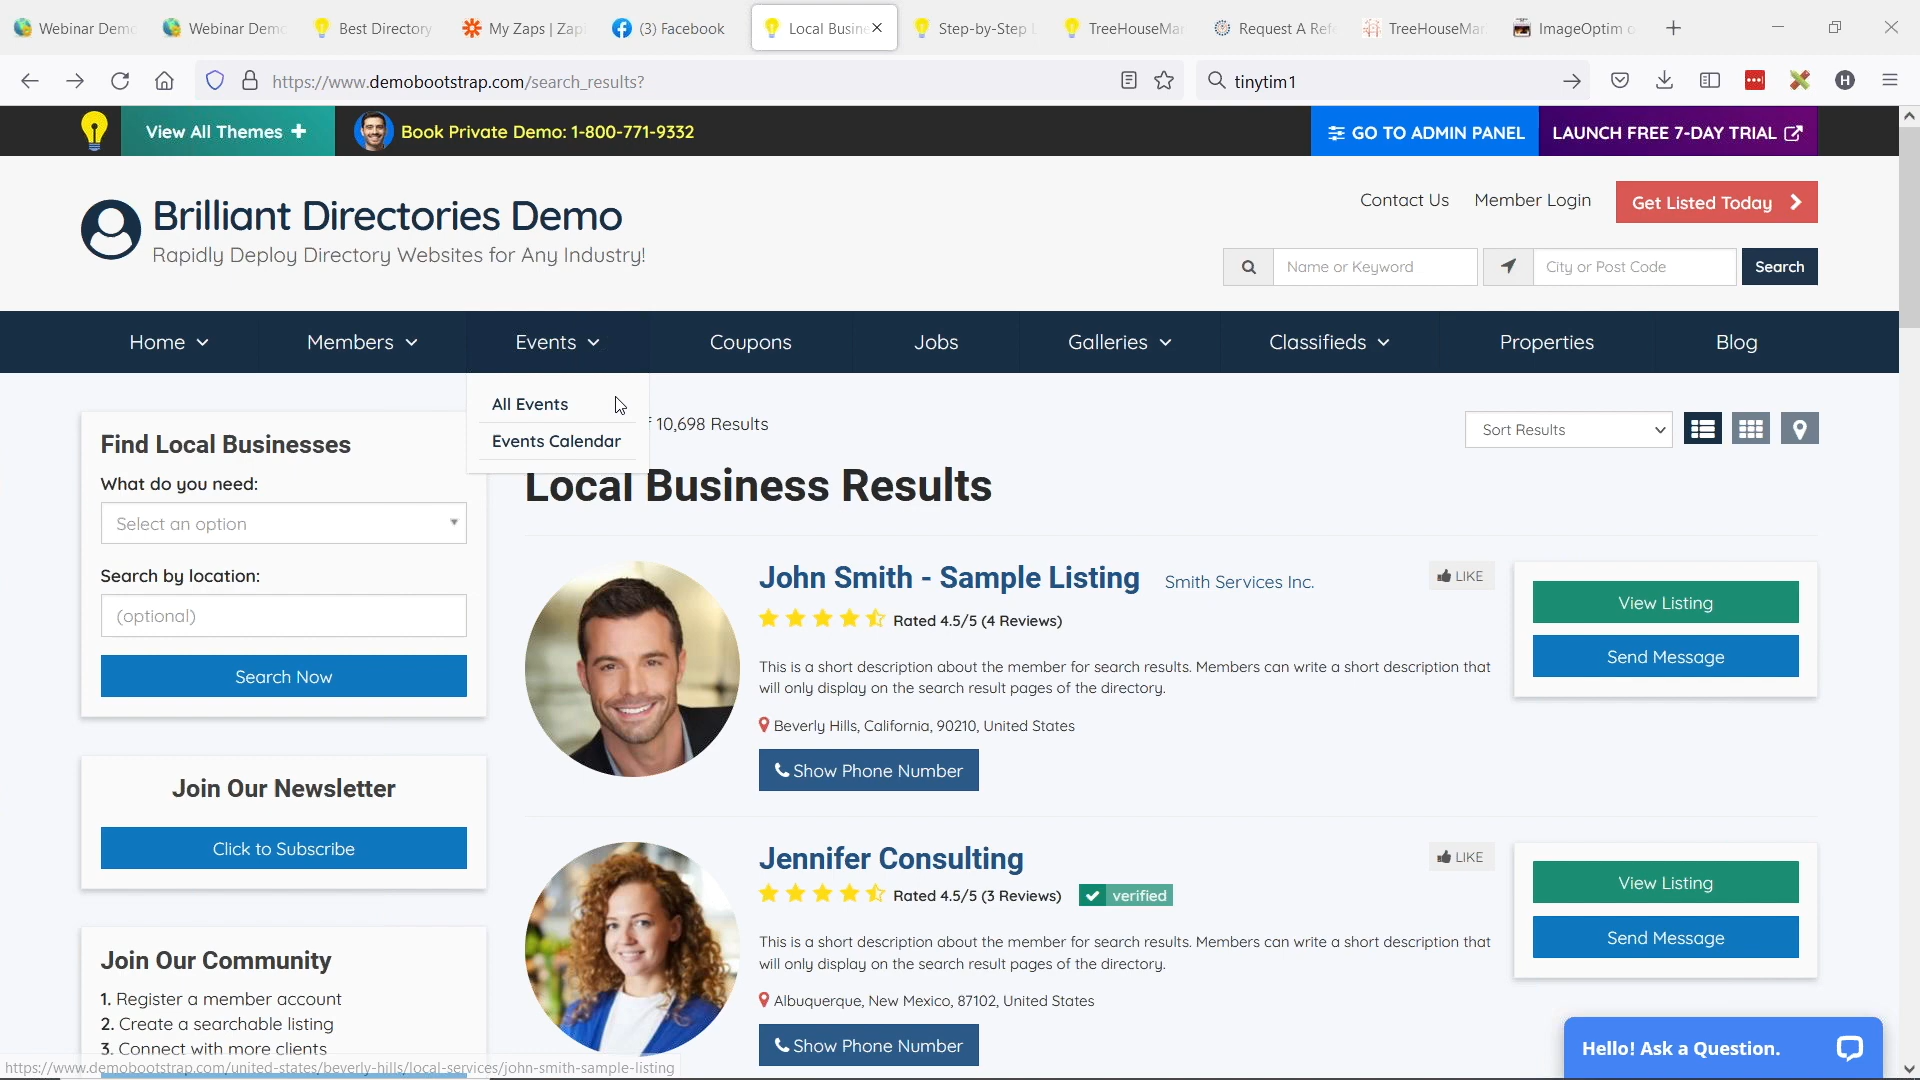 Webinar Demo
Webinar Demo
Best Directory
My Zaps | Zapi
(3) Facebook
Local Busine
Step-by-Step
TreeHouseMar
Request A Refe
TreeHouseMar
ImageOptim o
https://www.demobootstrap.com/search_results?
tinytim1
H
View All Themes +
Book Private Demo: 1-800-771-9332
GO TO ADMIN PANEL
LAUNCH FREE 7-DAY TRIAL
Brilliant Directories Demo
Rapidly Deploy Directory Websites for Any Industry!
Contact Us
Member Login
Get Listed Today
Name or Keyword
City or Post Code
Search
Home
Members
Events
Coupons
Jobs
Galleries
Classifieds
Properties
Blog
All Events
Events Calendar
Find Local Businesses
What do you need:
Select an option
Search by location:
(optional)
Search Now
Join Our Newsletter
Click to Subscribe
Join Our Community
1. Register a member account
2. Create a searchable listing
3. Connect with more clients
10,698 Results
Sort Results
Local Business Results
John Smith - Sample Listing
Smith Services Inc.
LIKE
Rated 4.5/5 (4 Reviews)
This is a short description about the member for search results. Members can write a short description that
will only display on the search result pages of the directory.
Beverly Hills, California, 90210, United States
Show Phone Number
View Listing
Send Message
Jennifer Consulting
LIKE
Rated 4.5/5 (3 Reviews)
verified
This is a short description about the member for search results. Members can write a short description that
will only display on the search result pages of the directory.
Albuquerque, New Mexico, 87102, United States
Show Phone Number
View Listing
Send Message
Hello! Ask a Question.
https://www.demobootstrap.com/united-states/beverly-hills/local-services/john-smith-sample-listing